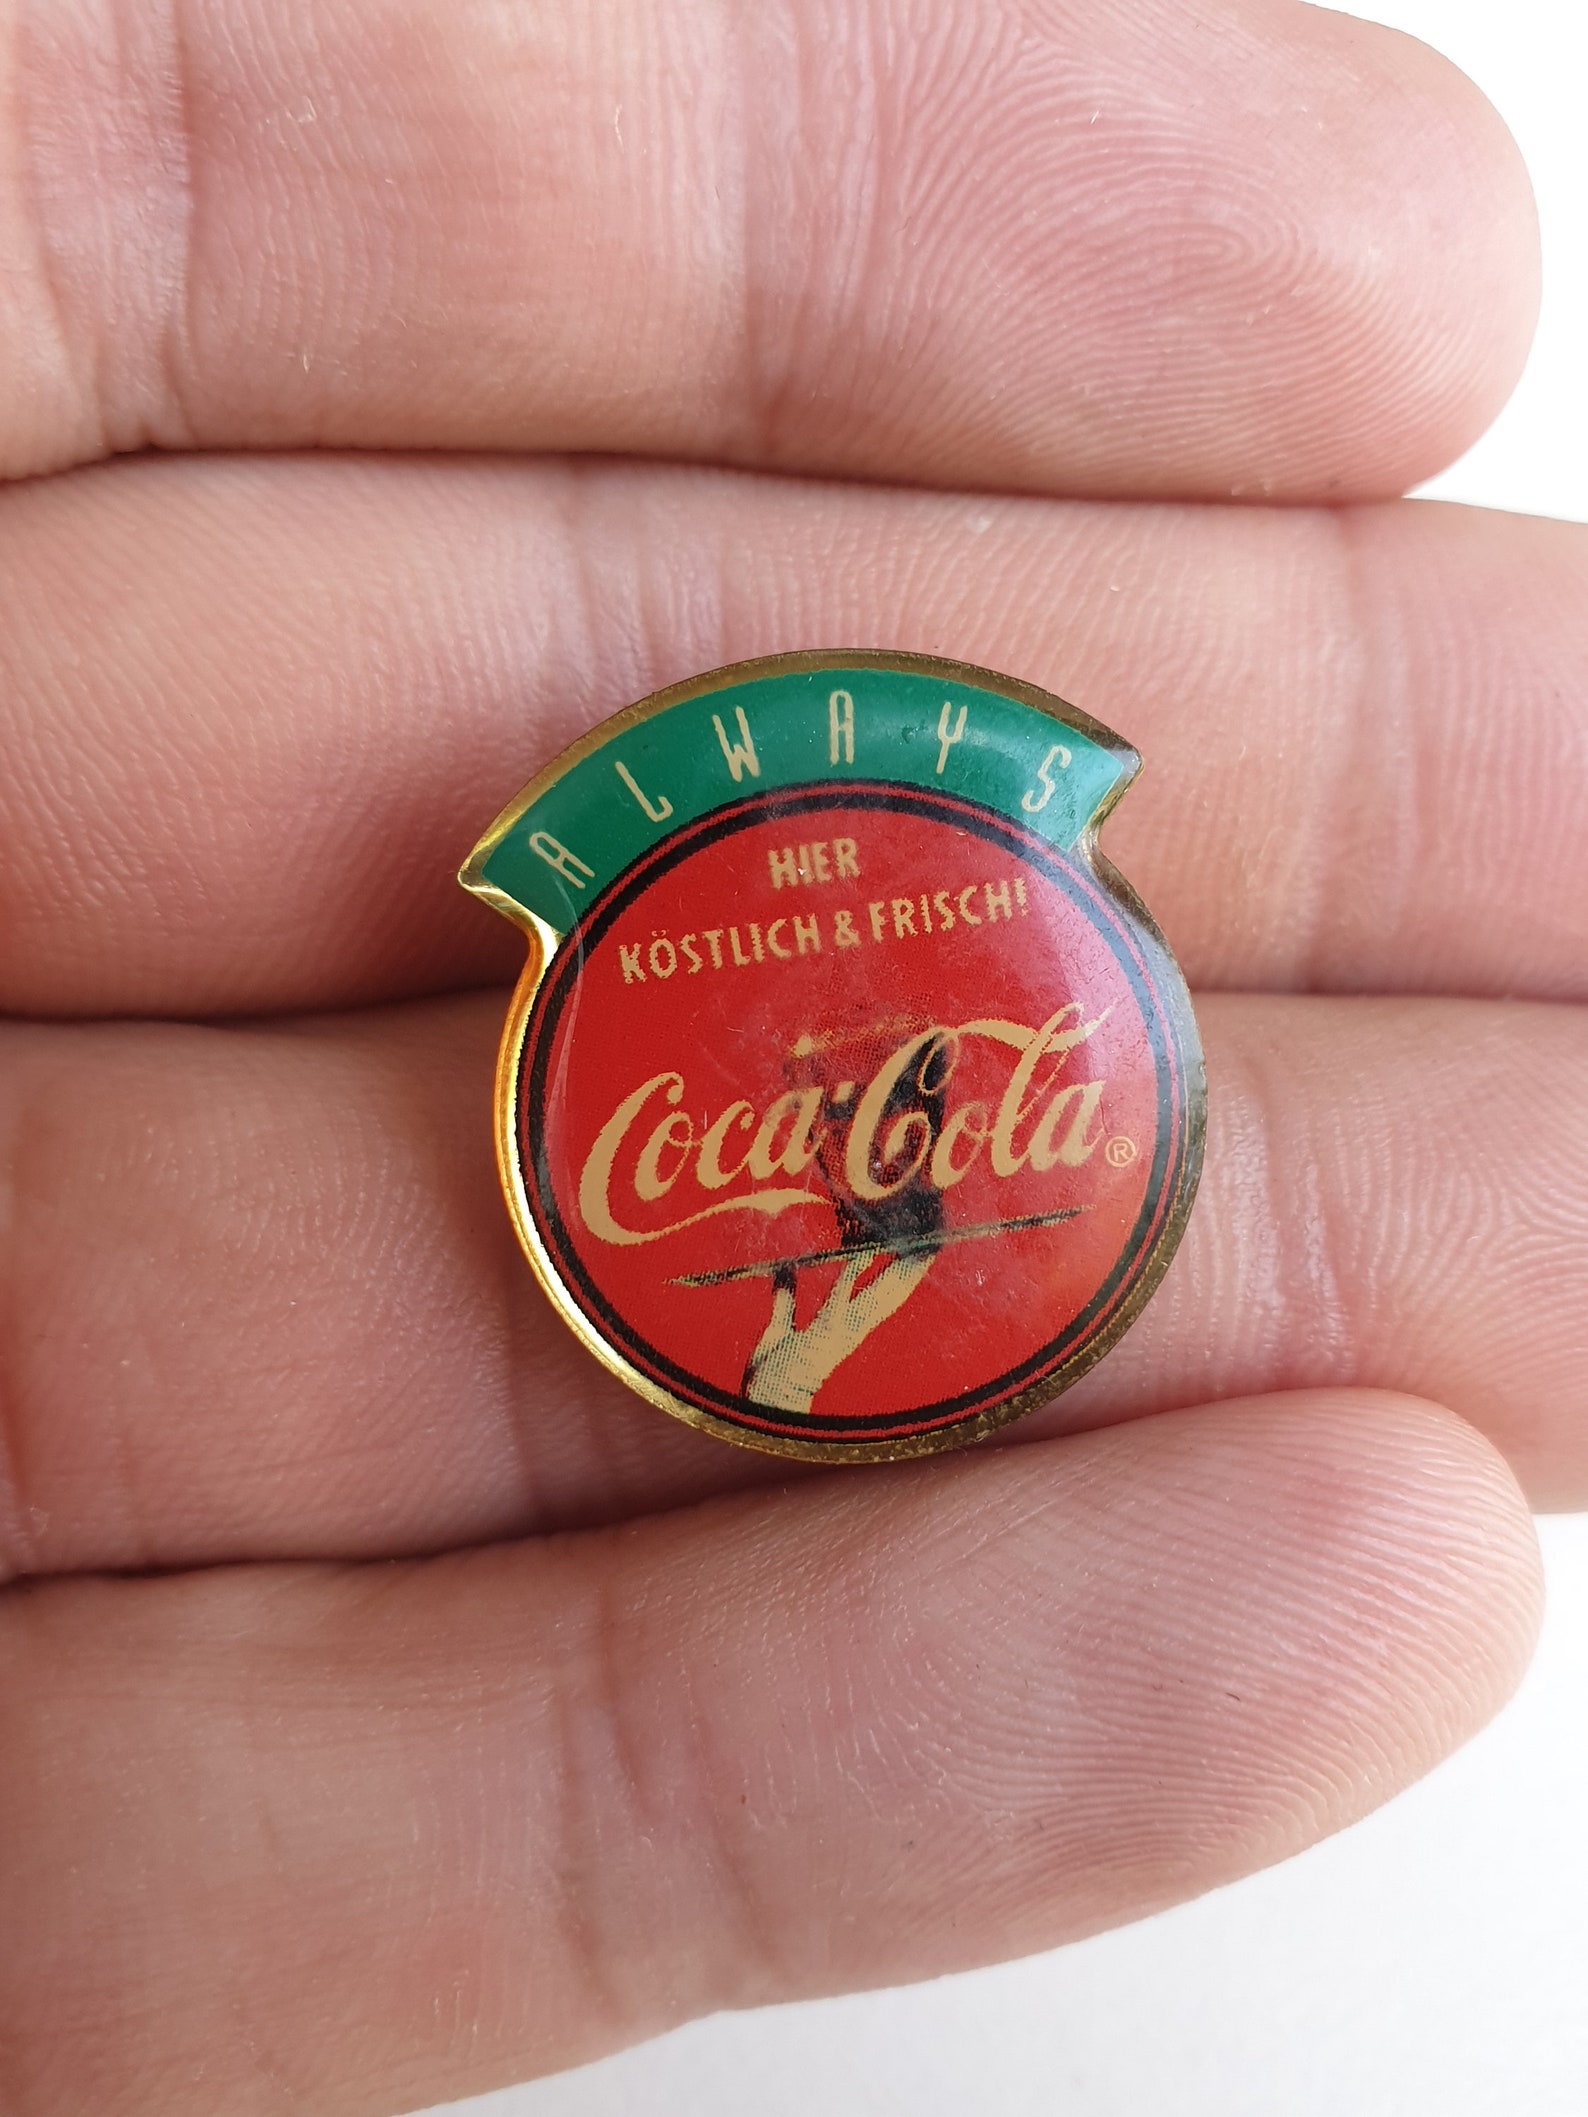 ALWAYS
HIER
KÖSTLICH & FRISCH!
Coca-Cola ®